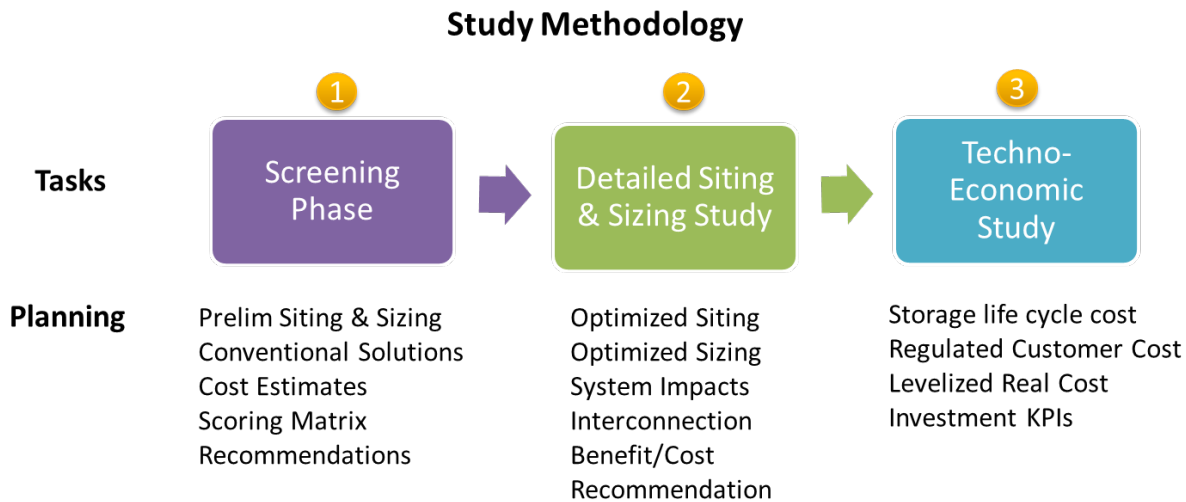 Study Methodology
1
2
3
Tasks
Screening
Phase
Detailed Siting
& Sizing Study
Techno-
Economic
Study
Planning
Prelim Siting & Sizing
Conventional Solutions
Cost Estimates
Scoring Matrix
Recommendations
Optimized Siting
Optimized Sizing
System Impacts
Interconnection
Benefit/Cost
Recommendation
Storage life cycle cost
Regulated Customer Cost
Levelized Real Cost
Investment KPIs